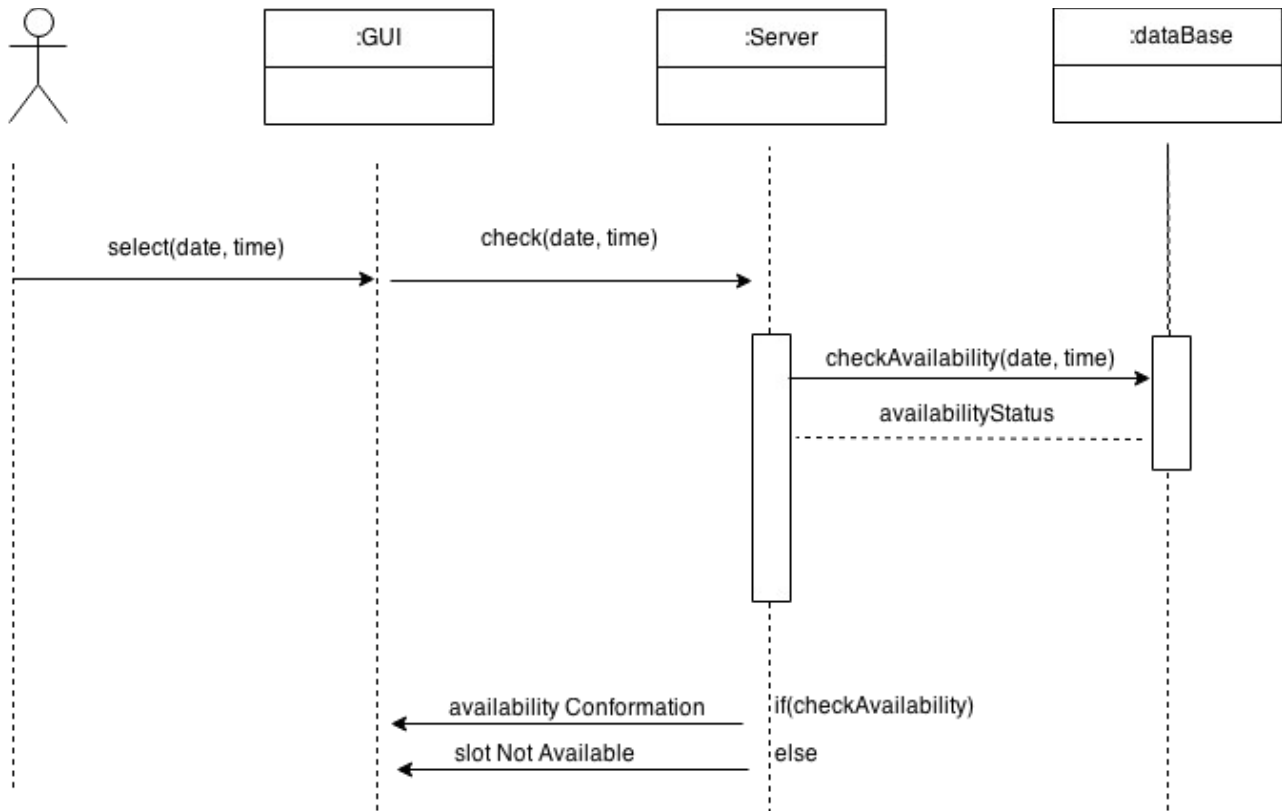 :GUI
:Server
:dataBase
select(date, time)
check(date, time)
checkAvailability(date, time)
availabilityStatus
availability Conformation
if(checkAvailability)
slot Not Available
else